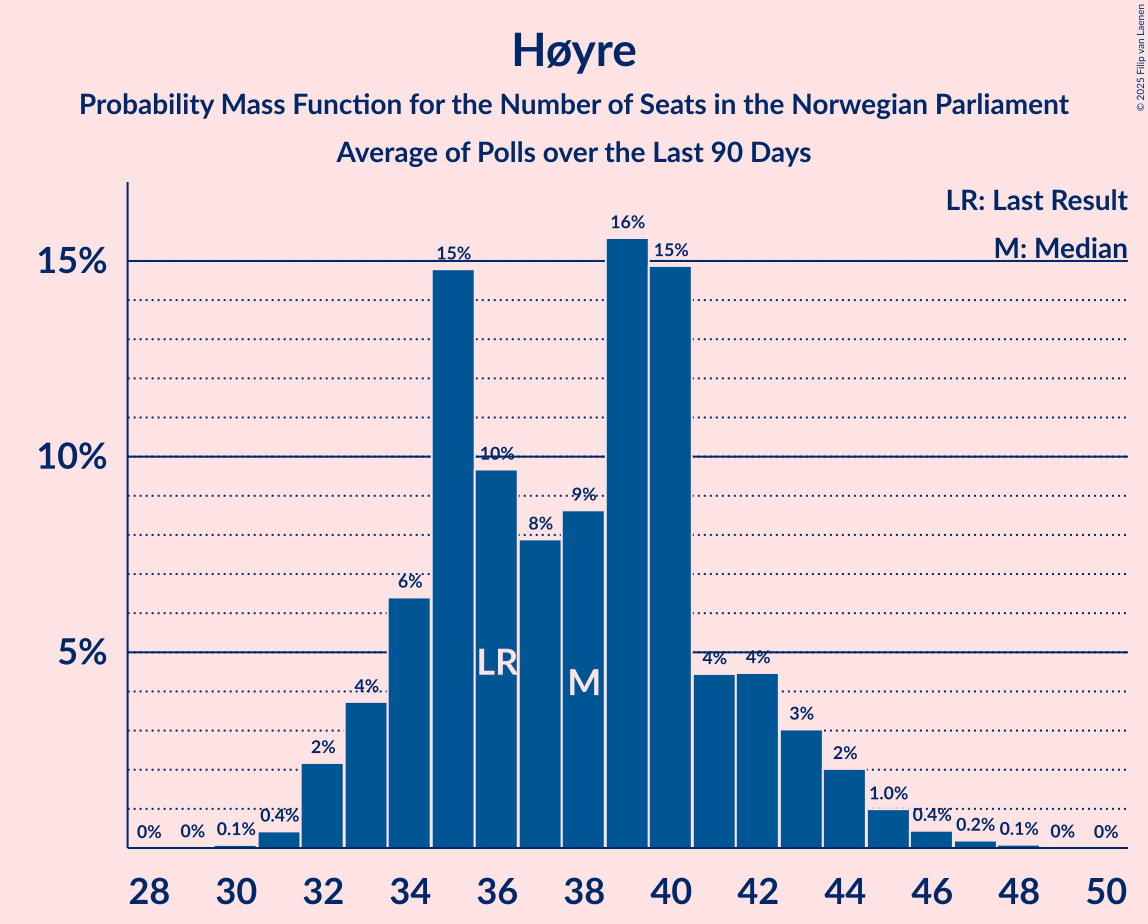 Høyre
Probability Mass Function for the Number of Seats in the Norwegian Parliament
Average of Polls over the Last 90 Days
© 2025 Filip van Laenen
LR: Last Result
M: Median
15%
10%
5%
0%
0%
0.1%
0.4%
2%
4%
6%
15%
10%
8%
9%
16%
15%
4%
4%
3%
2%
1.0%
0.4%
0.2%
0.1%
0%
0%
LR
M
28 30 32 34 36 38 40 42 44 46 48 50